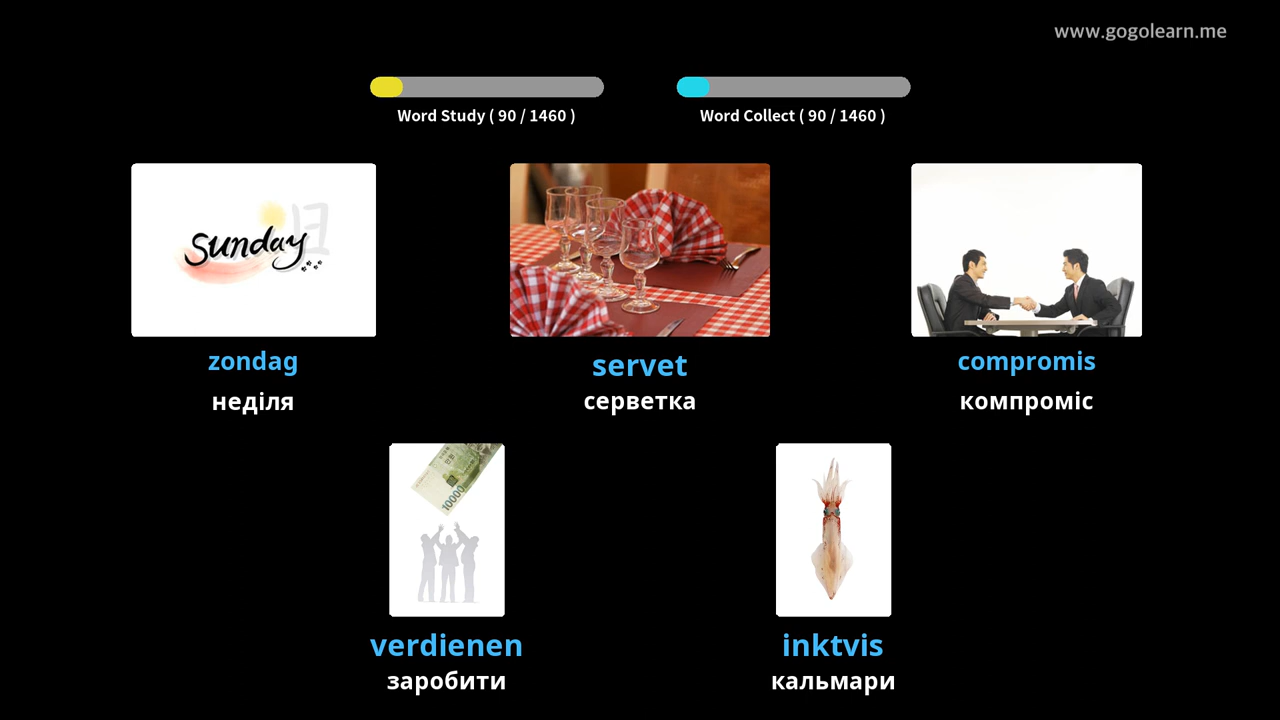 www.gogolearn.me
Word Study ( 90 / 1460 )
Word Collect ( 90 / 1460 )
Sunday
zondag
неділя
servet
серветка
compromis
компроміс
10000
verdienen
заробити
inktvis
кальмари